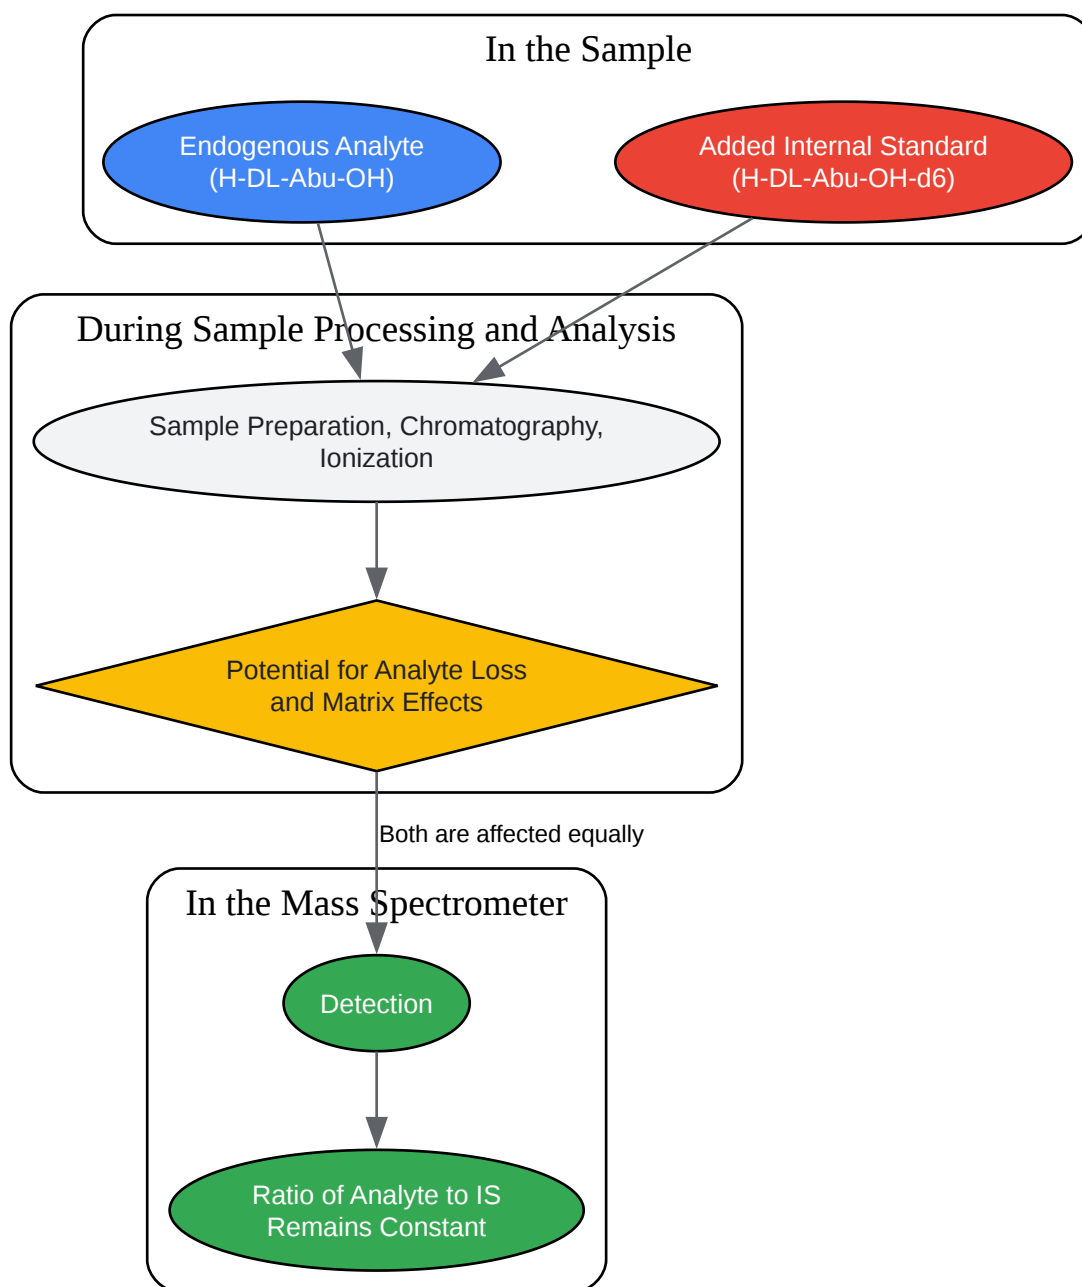 In the Sample
Endogenous Analyte
(H-DL-Abu-OH)
Added Internal Standard
(H-DL-Abu-OH-d6)
During Sample Processing and Analysis
Sample Preparation, Chromatography,
Ionization
Potential for Analyte Loss
and Matrix Effects
Both are affected equally
In the Mass Spectrometer
Detection
Ratio of Analyte to IS
Remains Constant